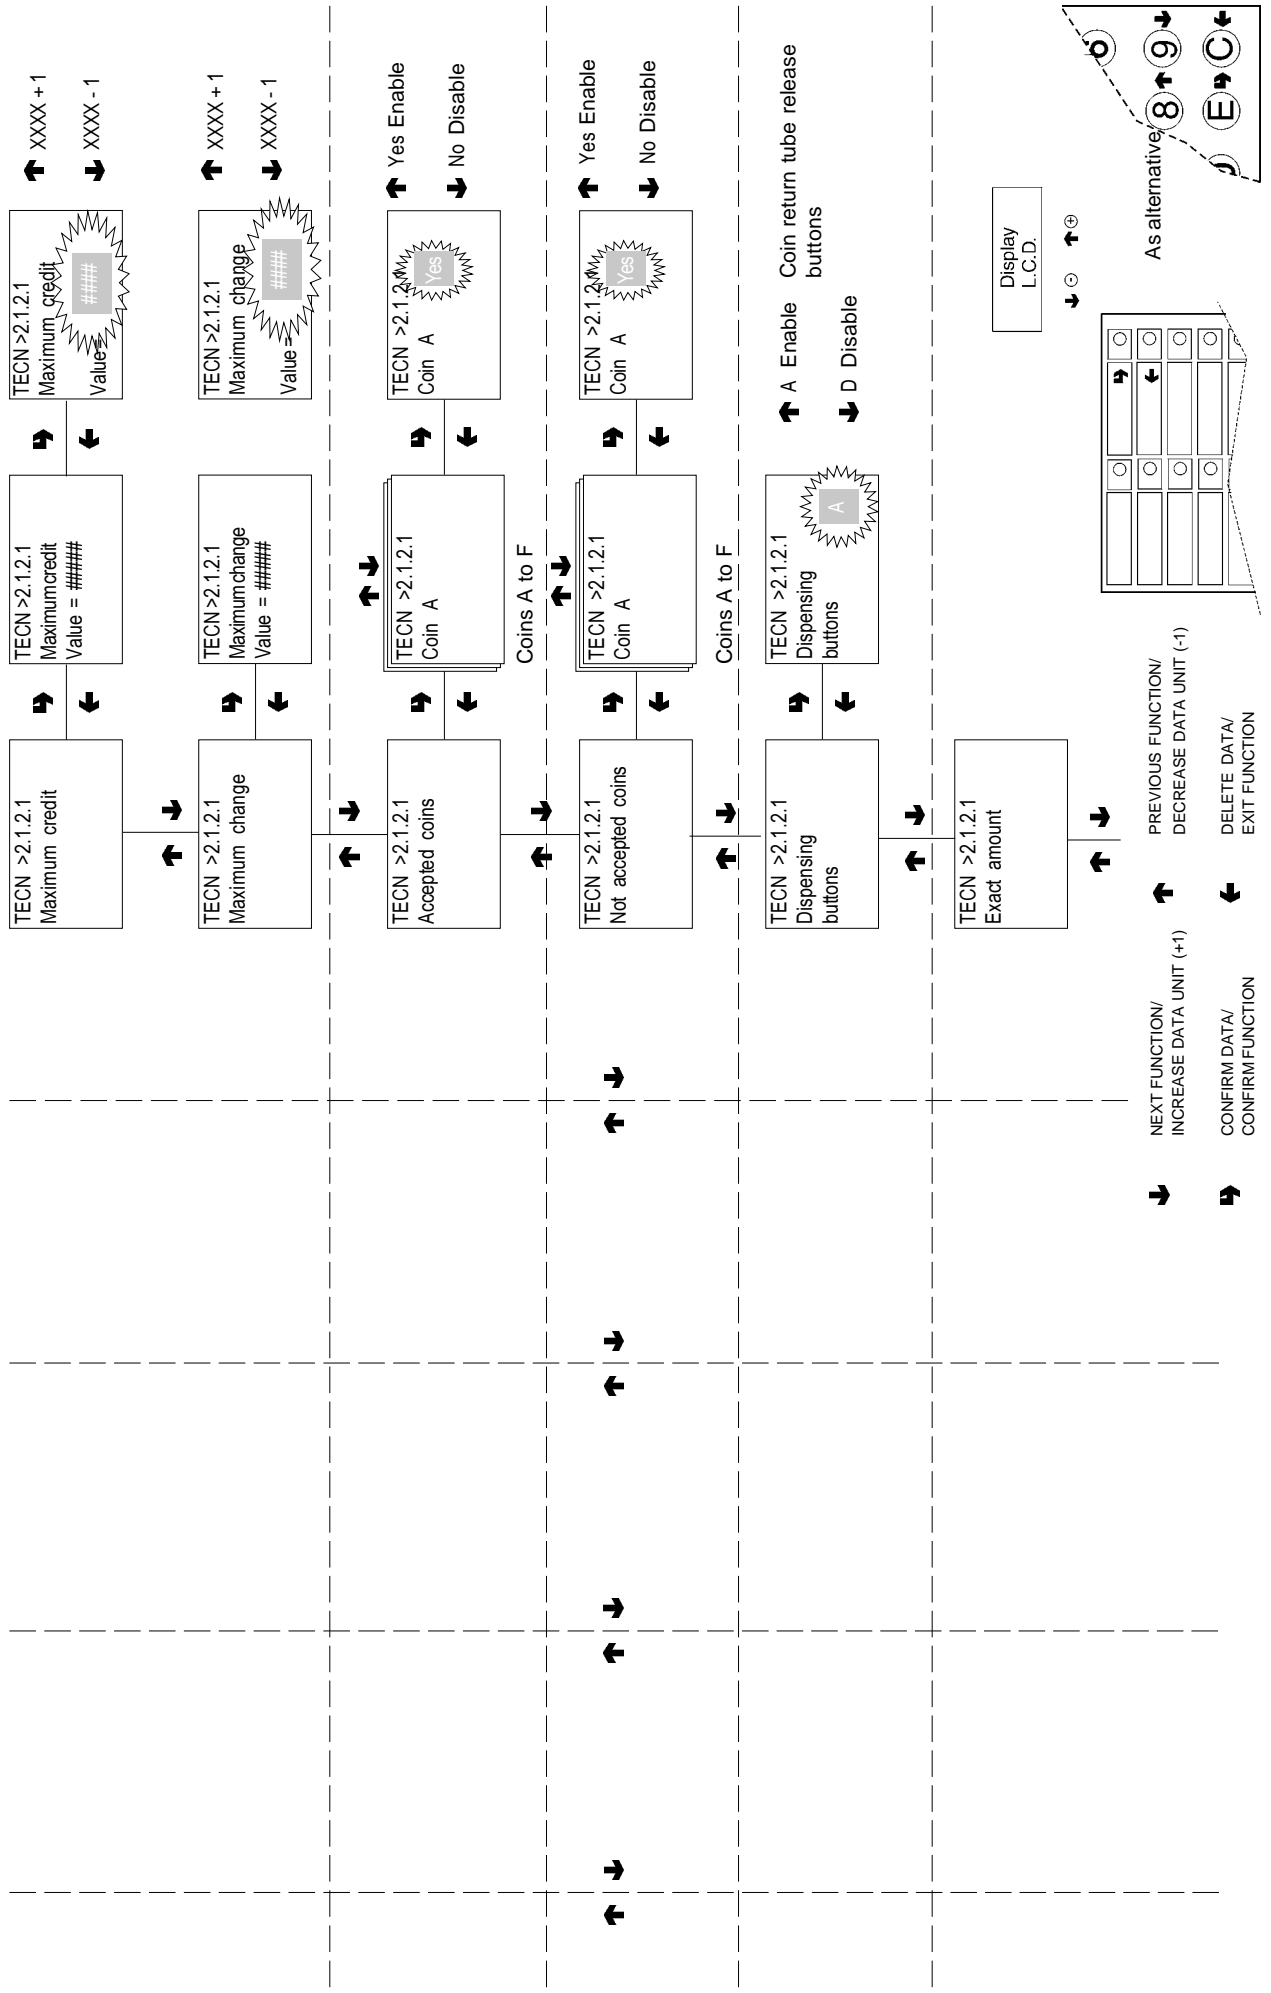 TECN >2.1.2.1
Maximum credit
TECN >2.1.2.1
Maximumcredit
Value = #####
TECN >2.1.2.1
Maximum credit
Value=
####
XXXX + 1
XXXX - 1
TECN >2.1.2.1
Maximum change
TECN >2.1.2.1
Maximumchange
Value = #####
TECN >2.1.2.1
Maximum change
Value =
####
XXXX + 1
XXXX - 1
TECN >2.1.2.1
Accepted coins
TECN >2.1.2.1
Coin A
Coins A to F
TECN >2.1.2.1
Coin A
Yes
Yes Enable
No Disable
TECN >2.1.2.1
Not accepted coins
TECN >2.1.2.1
Coin A
Coins A to F
TECN >2.1.2.1
Coin A
Yes
Yes Enable
No Disable
TECN >2.1.2.1
Dispensing
buttons
TECN >2.1.2.1
Dispensing
buttons
A
A Enable Coin return tube release
buttons
D Disable
TECN >2.1.2.1
Exact amount
Display
L.C.D.
- +
As alternative
6
8 9
E C
NEXT FUNCTION/
INCREASE DATA UNIT (+1)
PREVIOUS FUNCTION/
DECREASE DATA UNIT (-1)
CONFIRM DATA/
CONFIRM FUNCTION
DELETE DATA/
EXIT FUNCTION